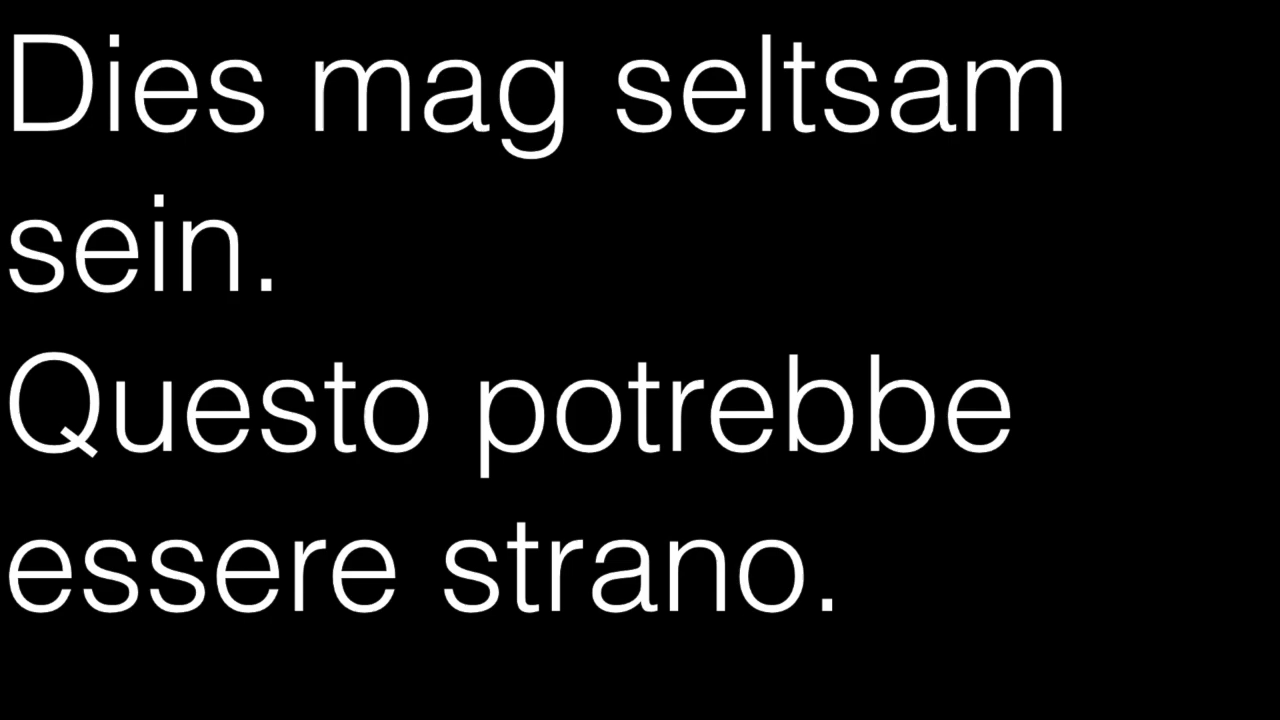 Dies mag seltsam
sein.
Questo potrebbe
essere strano.